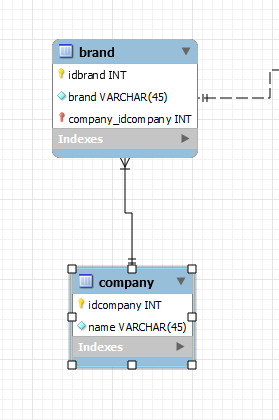 brand
idbrand INT
brand VARCHAR(45)
company_idcompany INT
Indexes
company
idcompany INT
name VARCHAR(45)
Indexes